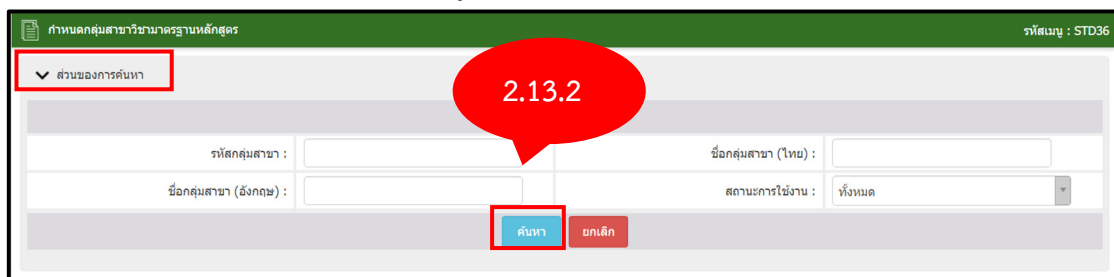 กำหนดกลุ่มสาขาวิชามาตรฐานหลักสูตร รหัสเมนู : STD36
ส่วนของการค้นหา
2.13.2
รหัสกลุ่มสาขา : ชื่อกลุ่มสาขา (ไทย) :
ชื่อกลุ่มสาขา (อังกฤษ) : สถานะการใช้งาน : ทั้งหมด
ค้นหา ยกเลิก